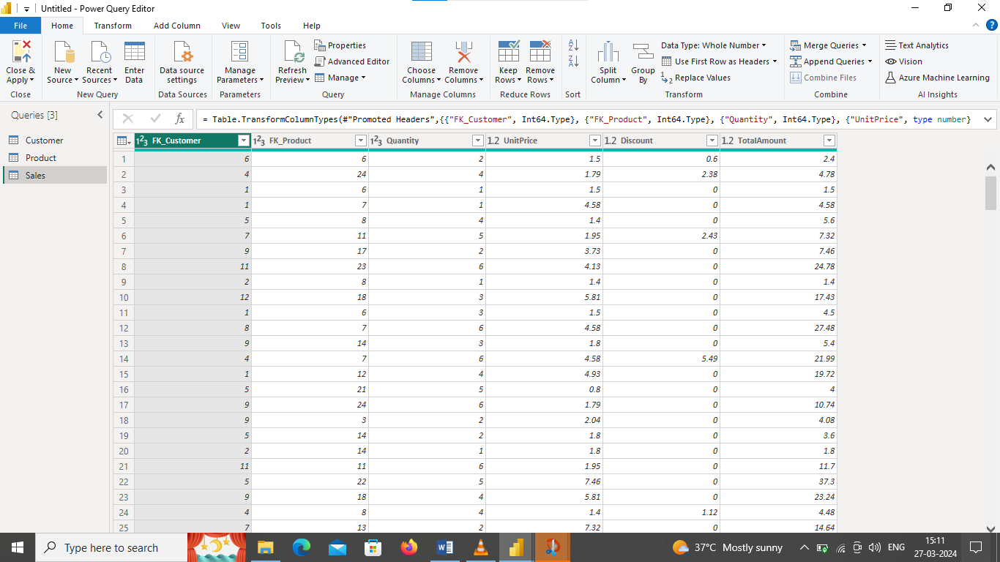 Untitled - Power Query Editor
File Home Transform Add Column View Tools Help
Close & Apply
New Source
Recent Sources
Enter Data
Data source settings
Manage Parameters
Refresh Preview
Properties
Advanced Editor
Manage
Choose Columns
Remove Columns
Keep Rows
Remove Rows
A Z
Z A
Split Column
Group By
Data Type: Whole Number
Use First Row as Headers
1 2 Replace Values
Merge Queries
Append Queries
Combine Files
Text Analytics
Vision
Azure Machine Learning
Close New Query Data Sources Parameters Query Manage Columns Reduce Rows Sort Transform Combine AI Insights
Queries [3]
Customer
Product
Sales
fx = Table.TransformColumnTypes(#"Promoted Headers",{{"FK_Customer", Int64.Type}, {"FK_Product", Int64.Type}, {"Quantity", Int64.Type}, {"UnitPrice", type number}
123 FK_Customer 123 FK_Product 123 Quantity 1.2 UnitPrice 1.2 Discount 1.2 TotalAmount
1 6 6 2 1.5 0.6 2.4
2 4 24 4 1.79 2.38 4.78
3 1 6 1 1.5 0 1.5
4 1 7 1 4.58 0 4.58
5 5 8 4 1.4 0 5.6
6 7 11 5 1.95 2.43 7.32
7 9 17 2 3.73 0 7.46
8 11 23 6 4.13 0 24.78
9 2 8 1 1.4 0 1.4
10 12 18 3 5.81 0 17.43
11 1 6 3 1.5 0 4.5
12 8 7 6 4.58 0 27.48
13 9 14 3 1.8 0 5.4
14 4 7 6 4.58 5.49 21.99
15 1 12 4 4.93 0 19.72
16 5 21 5 0.8 0 4
17 9 24 6 1.79 0 10.74
18 9 3 2 2.04 0 4.08
19 5 14 2 1.8 0 3.6
20 2 14 1 1.8 0 1.8
21 11 11 6 1.95 0 11.7
22 5 22 5 7.46 0 37.3
23 9 18 4 5.81 0 23.24
24 4 8 4 1.4 1.12 4.48
25 7 13 2 7.32 0 14.64
Type here to search
37°C Mostly sunny
ENG
15:11
27-03-2024